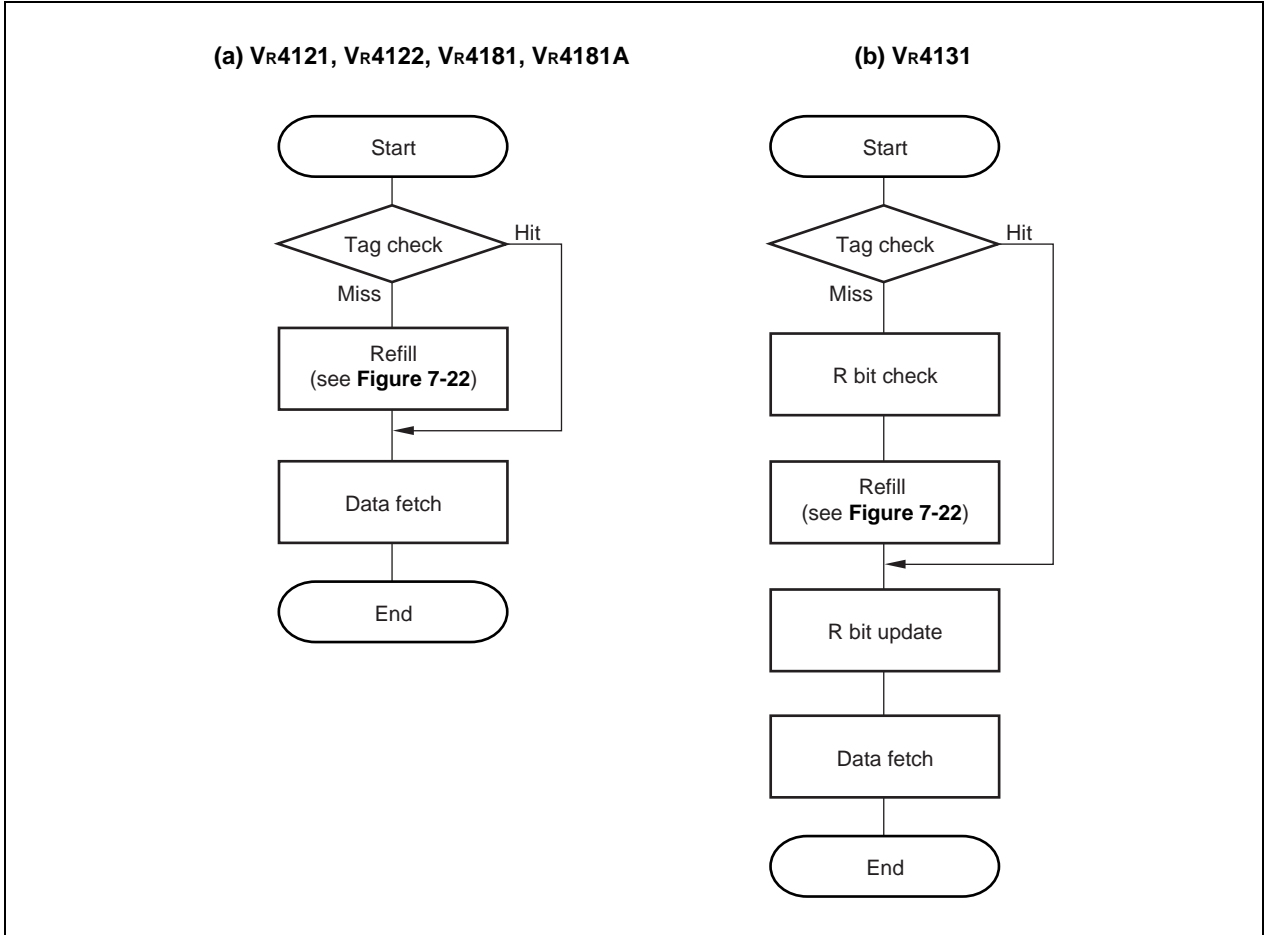 (a) VR4121, VR4122, VR4181, VR4181A
Start
Tag check
Hit
Miss
Refill
(see Figure 7-22)
Data fetch
End
(b) VR4131
Start
Tag check
Hit
Miss
R bit check
Refill
(see Figure 7-22)
R bit update
Data fetch
End